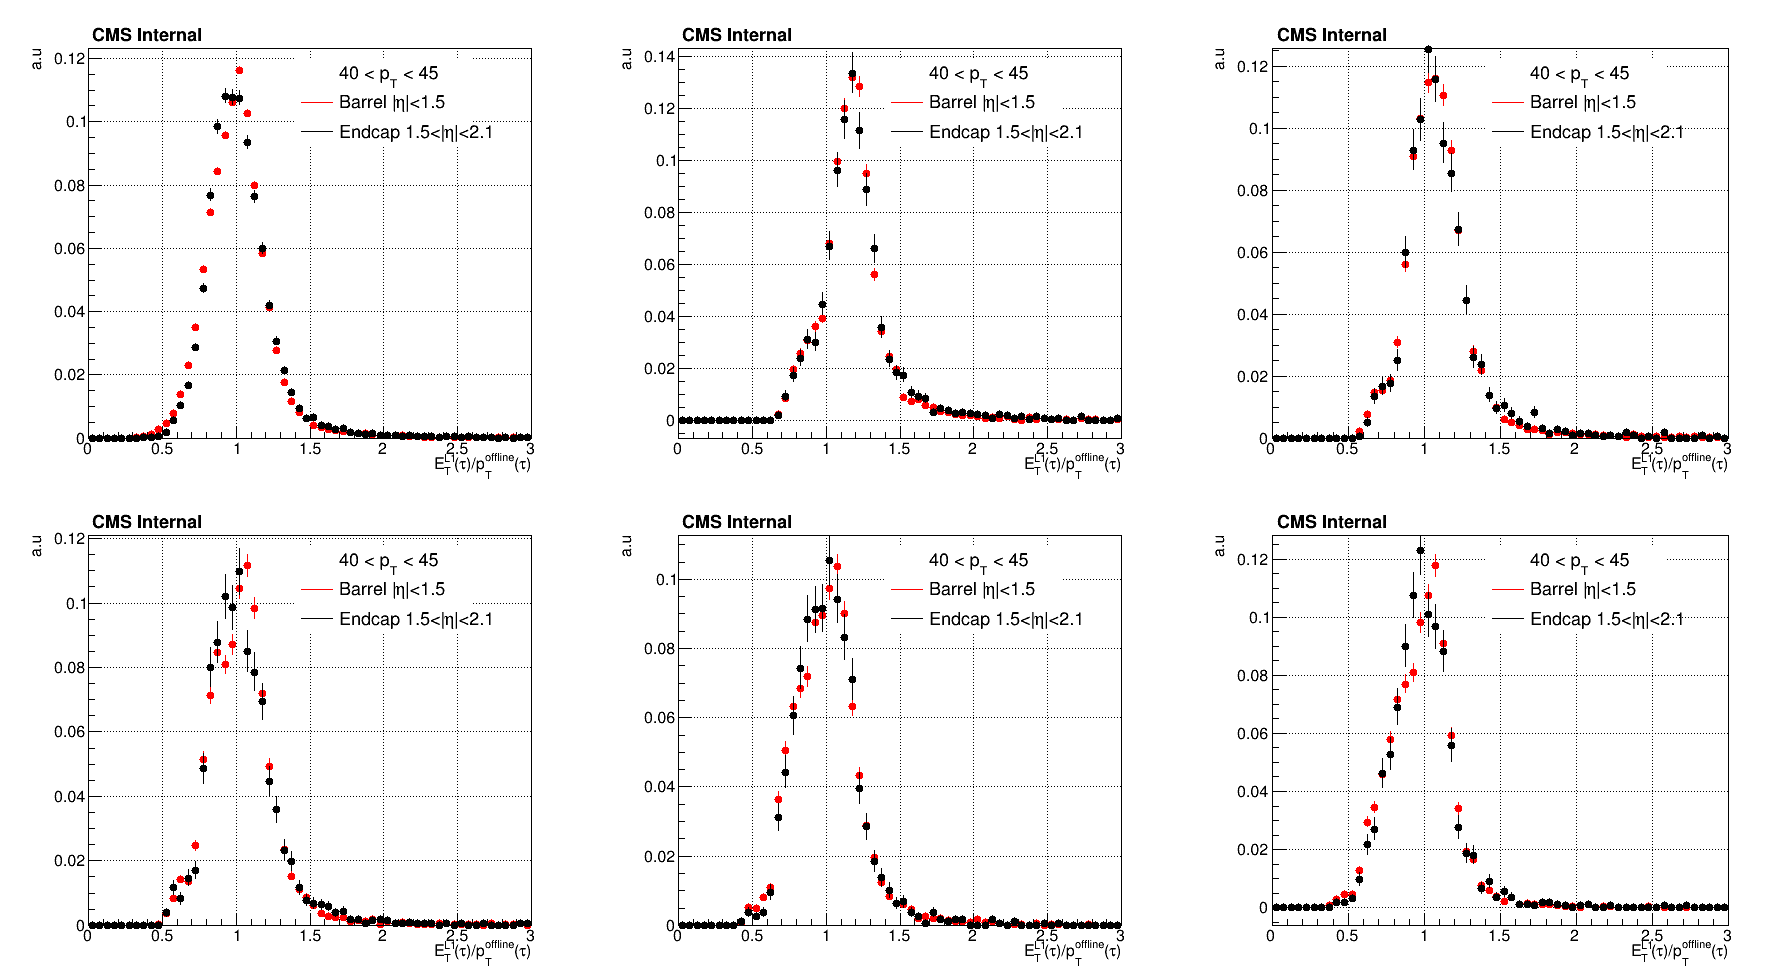 CMS Internal
a.u
0.12
0.1
0.08
0.06
0.04
0.02
0
40 < p_T < 45
Barrel |η|<1.5
Endcap 1.5<|η|<2.1
0 0.5 1 1.5 2 2.5 3
E_T^L1(τ)/p_T^offline(τ)
CMS Internal
a.u
0.14
0.12
0.1
0.08
0.06
0.04
0.02
0
40 < p_T < 45
Barrel |η|<1.5
Endcap 1.5<|η|<2.1
0 0.5 1 1.5 2 2.5 3
E_T^L1(τ)/p_T^offline(τ)
CMS Internal
a.u
0.12
0.1
0.08
0.06
0.04
0.02
0
40 < p_T < 45
Barrel |η|<1.5
Endcap 1.5<|η|<2.1
0 0.5 1 1.5 2 2.5 3
E_T^L1(τ)/p_T^offline(τ)
CMS Internal
a.u
0.12
0.1
0.08
0.06
0.04
0.02
0
40 < p_T < 45
Barrel |η|<1.5
Endcap 1.5<|η|<2.1
0 0.5 1 1.5 2 2.5 3
E_T^L1(τ)/p_T^offline(τ)
CMS Internal
a.u
0.1
0.08
0.06
0.04
0.02
0
40 < p_T < 45
Barrel |η|<1.5
Endcap 1.5<|η|<2.1
0 0.5 1 1.5 2 2.5 3
E_T^L1(τ)/p_T^offline(τ)
CMS Internal
a.u
0.12
0.1
0.08
0.06
0.04
0.02
0
40 < p_T < 45
Barrel |η|<1.5
Endcap 1.5<|η|<2.1
0 0.5 1 1.5 2 2.5 3
E_T^L1(τ)/p_T^offline(τ)